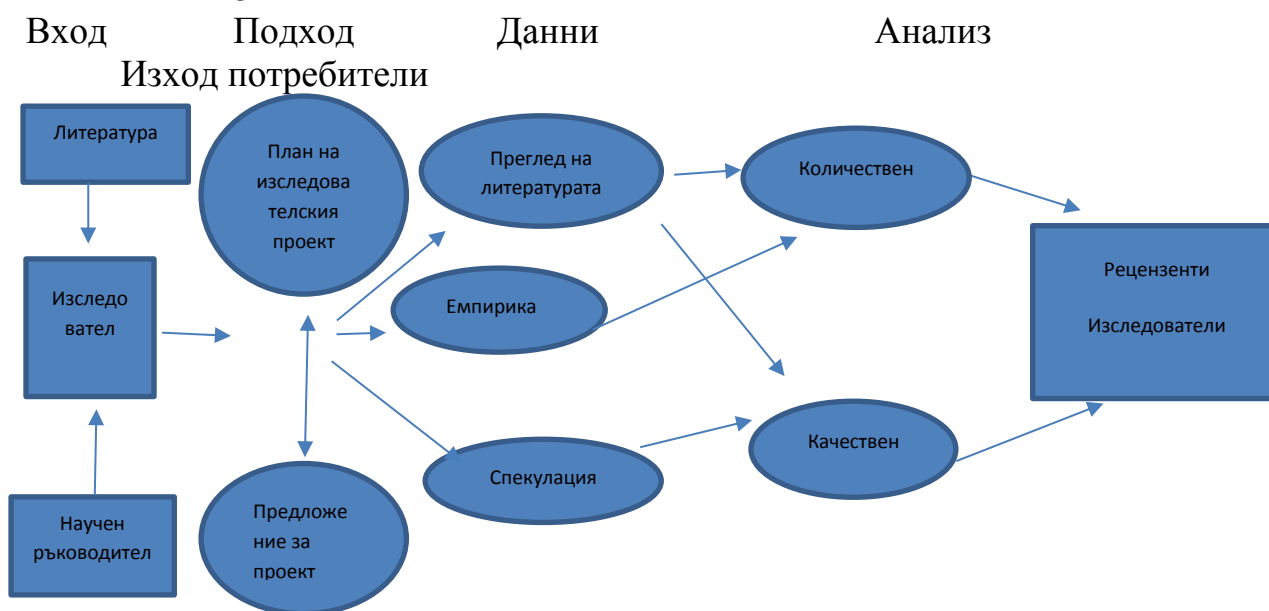 Вход Подход Данни Анализ
Изход потребители
Литература
Изследо
вател
Научен
ръководител
План на
изследова
телския
проект
Предложе
ние за
проект
Преглед на
литературата
Емпирика
Спекулация
Количествен
Качествен
Рецензенти
Изследователи